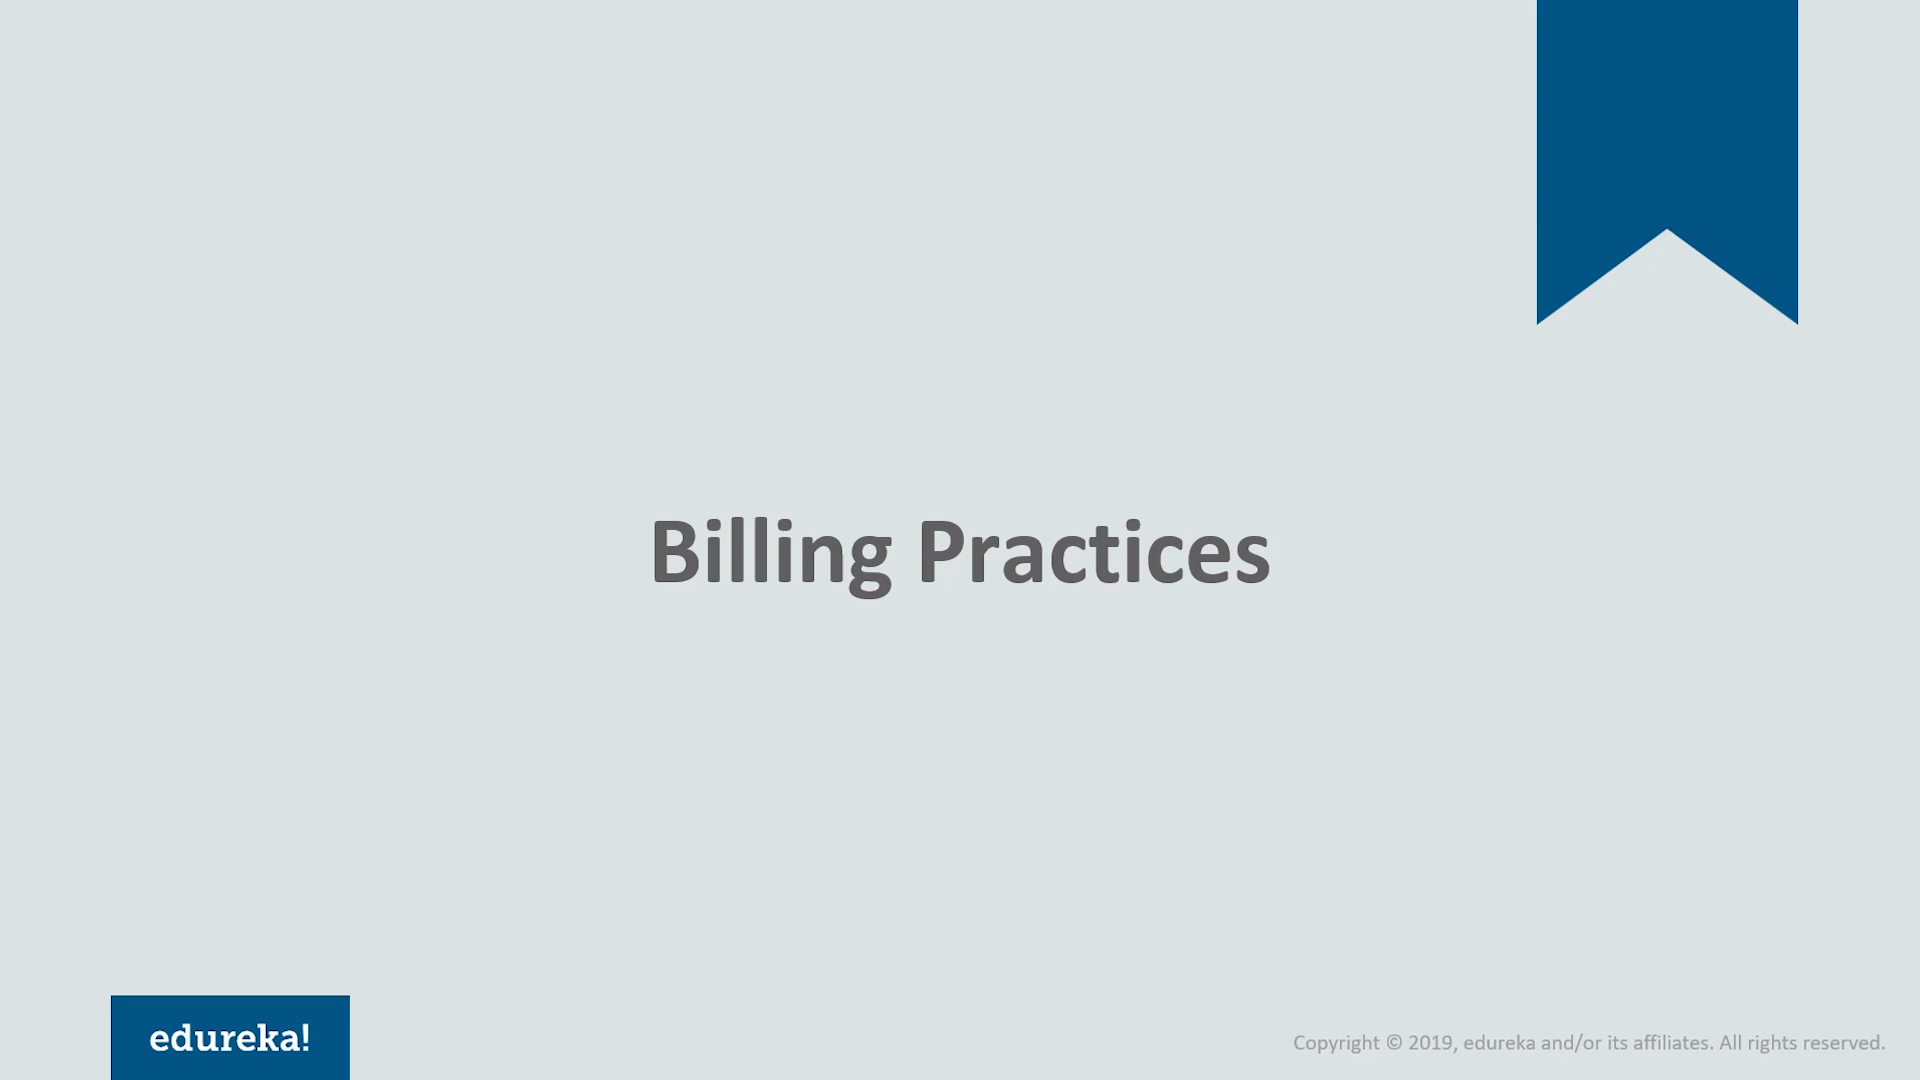 Billing Practices
edureka!
Copyright © 2019, edureka and/or its affiliates. All rights reserved.